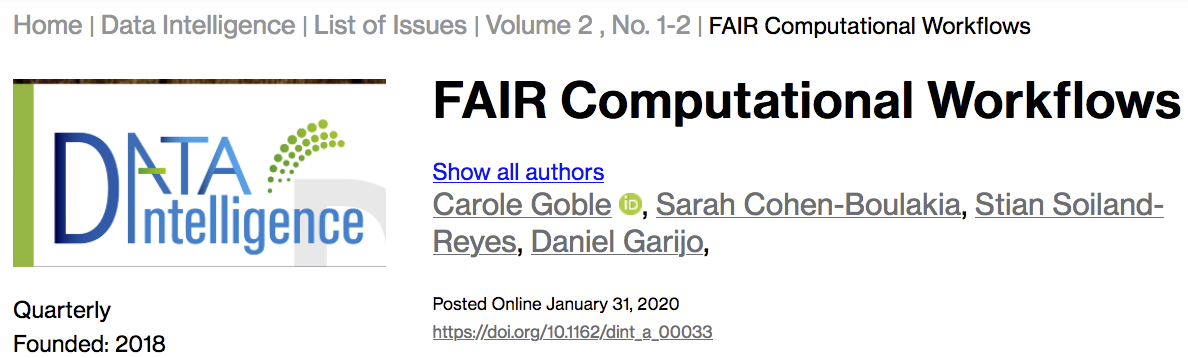 Home | Data Intelligence | List of Issues | Volume 2 , No. 1-2 | FAIR Computational Workflows
DATA
Intelligence
Quarterly
Founded: 2018
FAIR Computational Workflows
Show all authors
Carole Goble iD, Sarah Cohen-Boulakia, Stian Soiland-
Reyes, Daniel Garijo,
Posted Online January 31, 2020
https://doi.org/10.1162/dint_a_00033